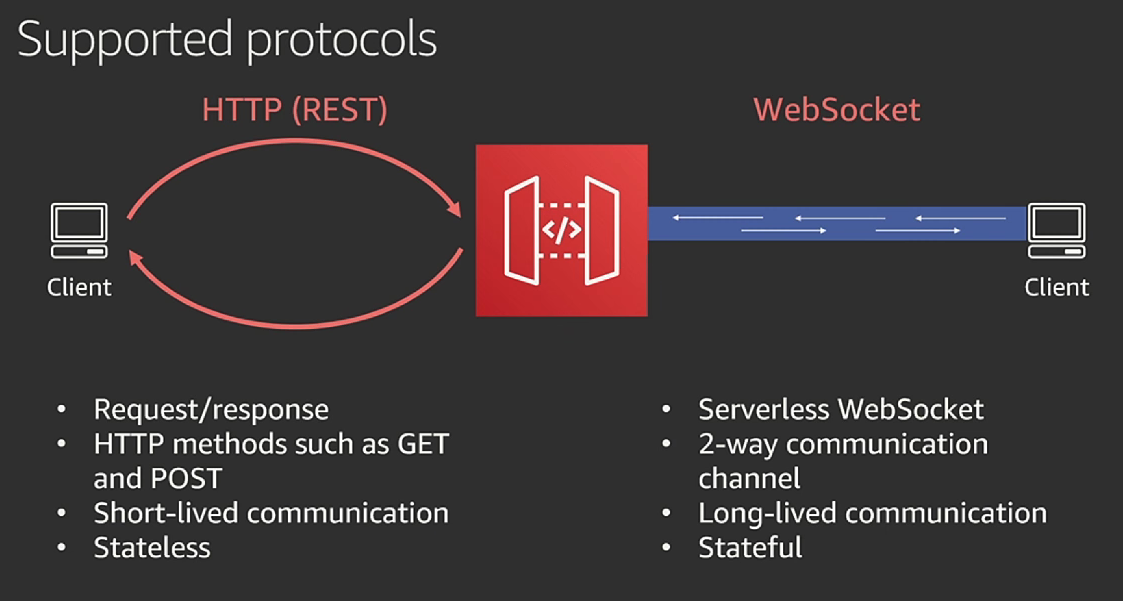 Supported protocols
HTTP (REST)
WebSocket
</>
Client
Client
• Request/response
• HTTP methods such as GET
and POST
• Short-lived communication
• Stateless
• Serverless WebSocket
• 2-way communication
channel
• Long-lived communication
• Stateful